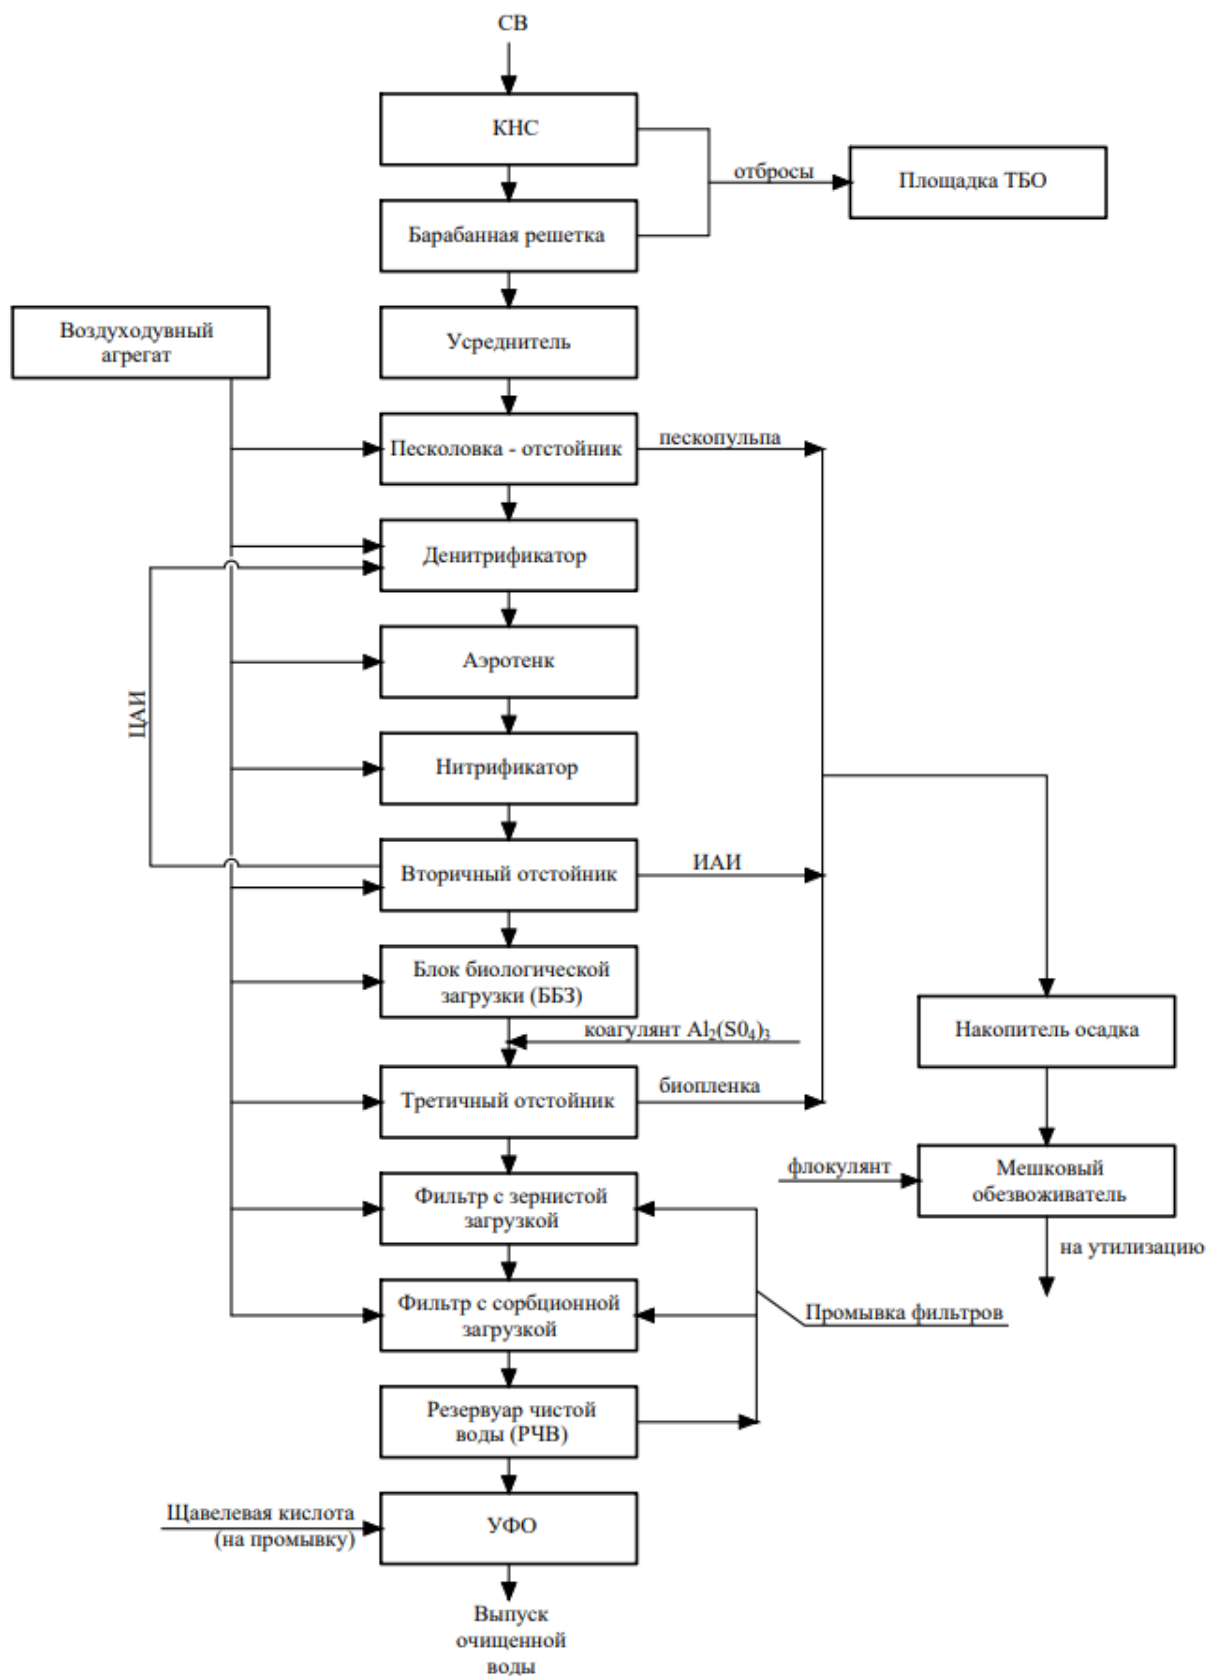 СВ
КНС
отбросы
Площадка ТБО
Барабанная решетка
Воздуходувный
агрегат
Усреднитель
Песколовка - отстойник
пескопульпа
Денитрификатор
Аэротенк
ЦАИ
Нитрификатор
Вторичный отстойник
ИАИ
Блок биологической
загрузки (ББЗ)
коагулянт Al₂(S0₄)₃
Накопитель осадка
Третичный отстойник
биопленка
флокулянт
Мешковый
обезвоживатель
Фильтр с зернистой
загрузкой
на утилизацию
Фильтр с сорбционной
загрузкой
Промывка фильтров
Резервуар чистой
воды (РЧВ)
Щавелевая кислота
(на промывку)
УФО
Выпуск
очищенной
воды